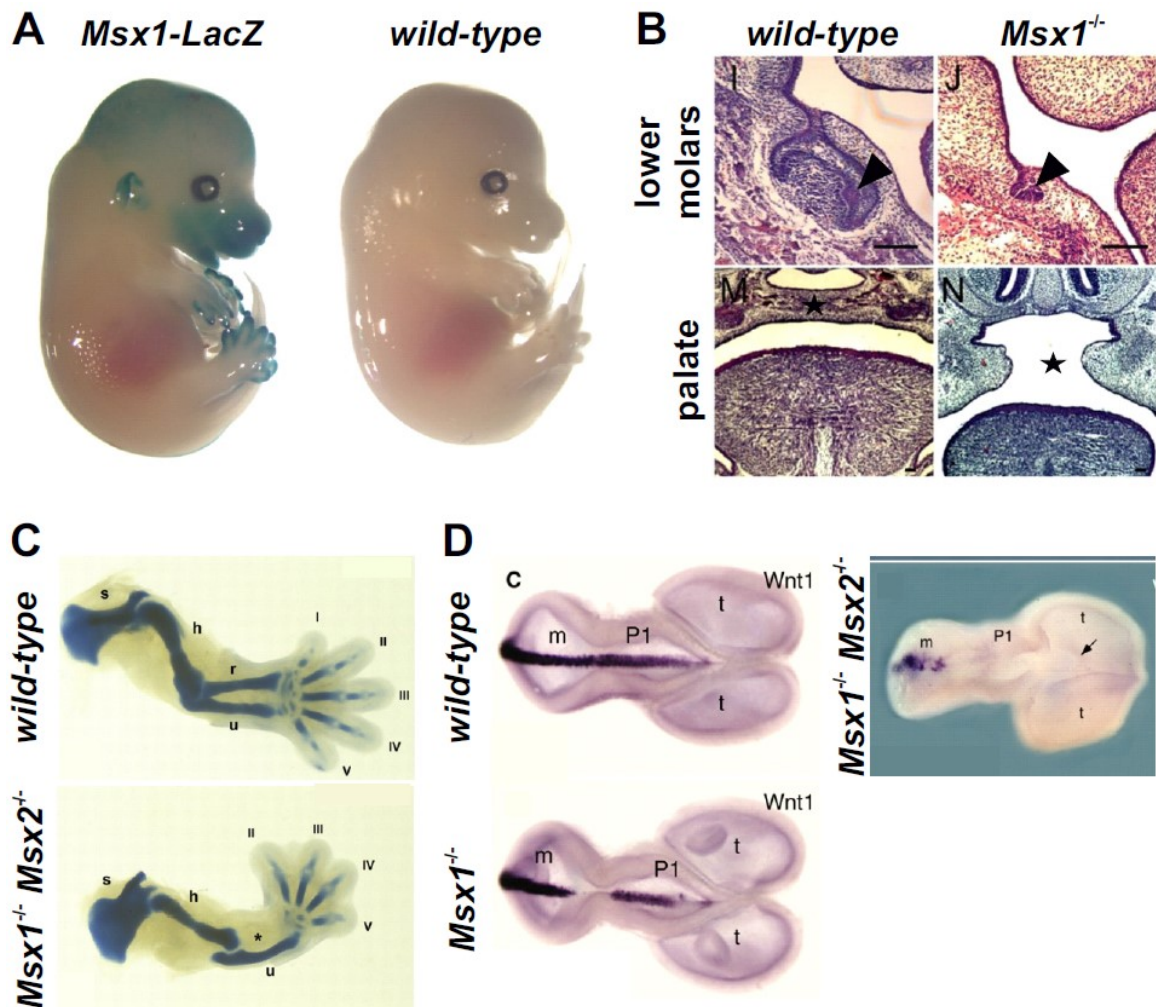 A
Msx1-LacZ
wild-type
B
wild-type
Msx1-/-
lower
molars
I
J
palate
M
N
C
wild-type
s
h
r
u
I
II
III
IV
V
Msx1-/- Msx2-/-
s
h
*
u
II
III
IV
V
D
wild-type
c
Wnt1
m
P1
t
t
Msx1-/-
Wnt1
m
P1
t
t
Msx1-/- Msx2-/-
m
P1
t
t